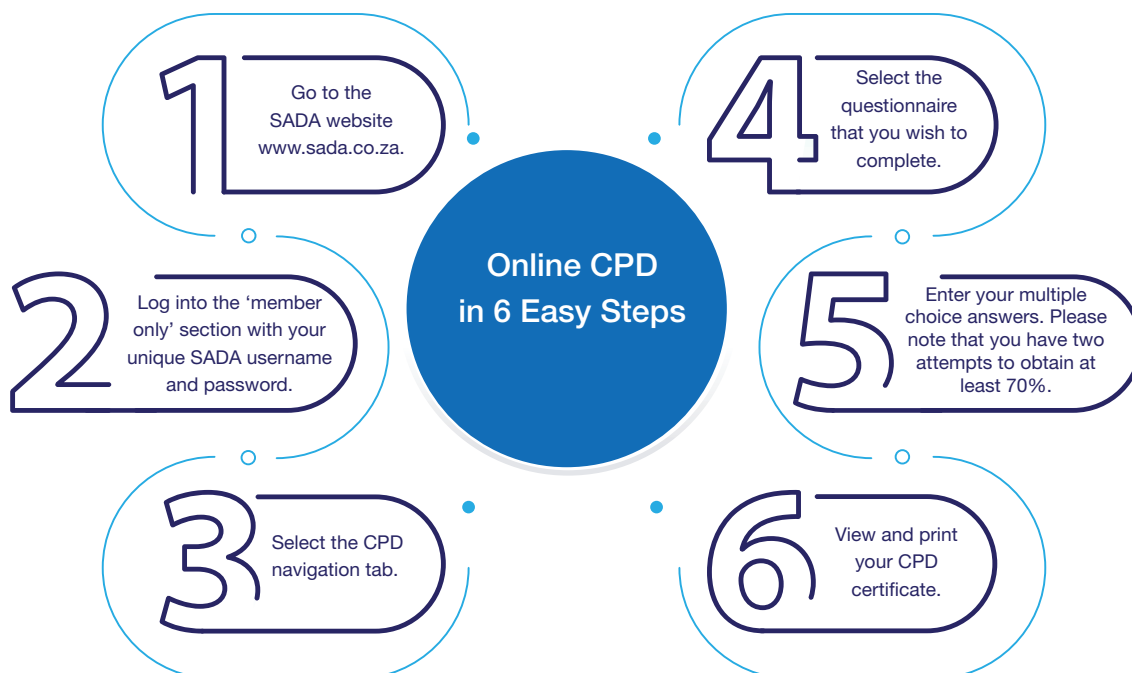 Online CPD
in 6 Easy Steps
1
Go to the
SADA website
www.sada.co.za.
2
Log into the ‘member
only’ section with your
unique SADA username
and password.
3
Select the CPD
navigation tab.
4
Select the
questionnaire
that you wish to
complete.
5
Enter your multiple
choice answers. Please
note that you have two
attempts to obtain at
least 70%.
6
View and print
your CPD
certificate.